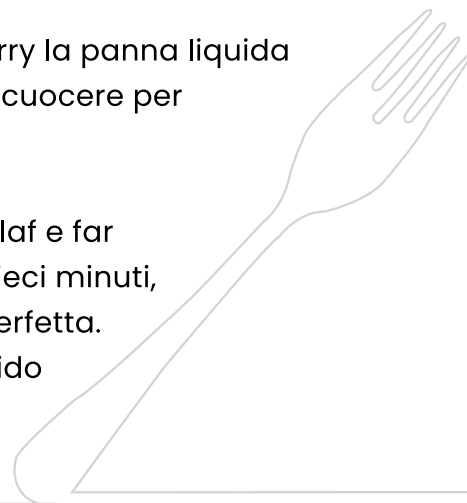 rry la panna liquida
cuocere per
laf e far
ieci minuti,
erfetta.
ido